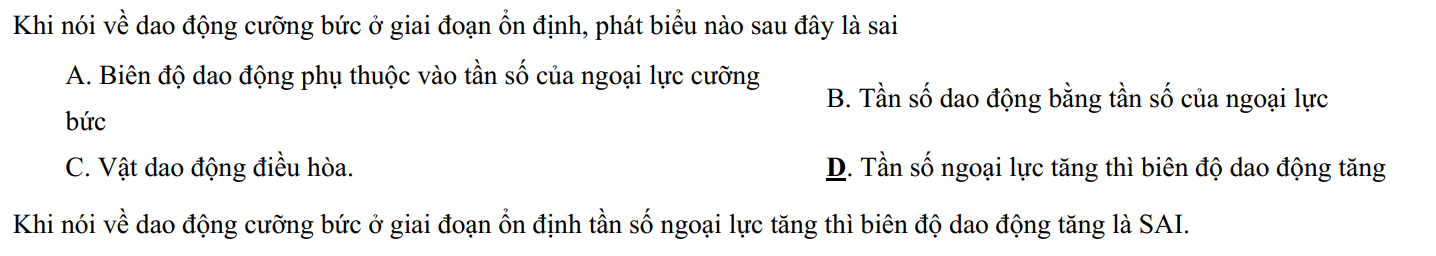 Khi nói về dao động cưỡng bức ở giai đoạn ổn định, phát biểu nào sau đây là sai
A. Biên độ dao động phụ thuộc vào tần số của ngoại lực cưỡng
bức
B. Tần số dao động bằng tần số của ngoại lực
C. Vật dao động điều hòa.
D. Tần số ngoại lực tăng thì biên độ dao động tăng
Khi nói về dao động cưỡng bức ở giai đoạn ổn định tần số ngoại lực tăng thì biên độ dao động tăng là SAI.